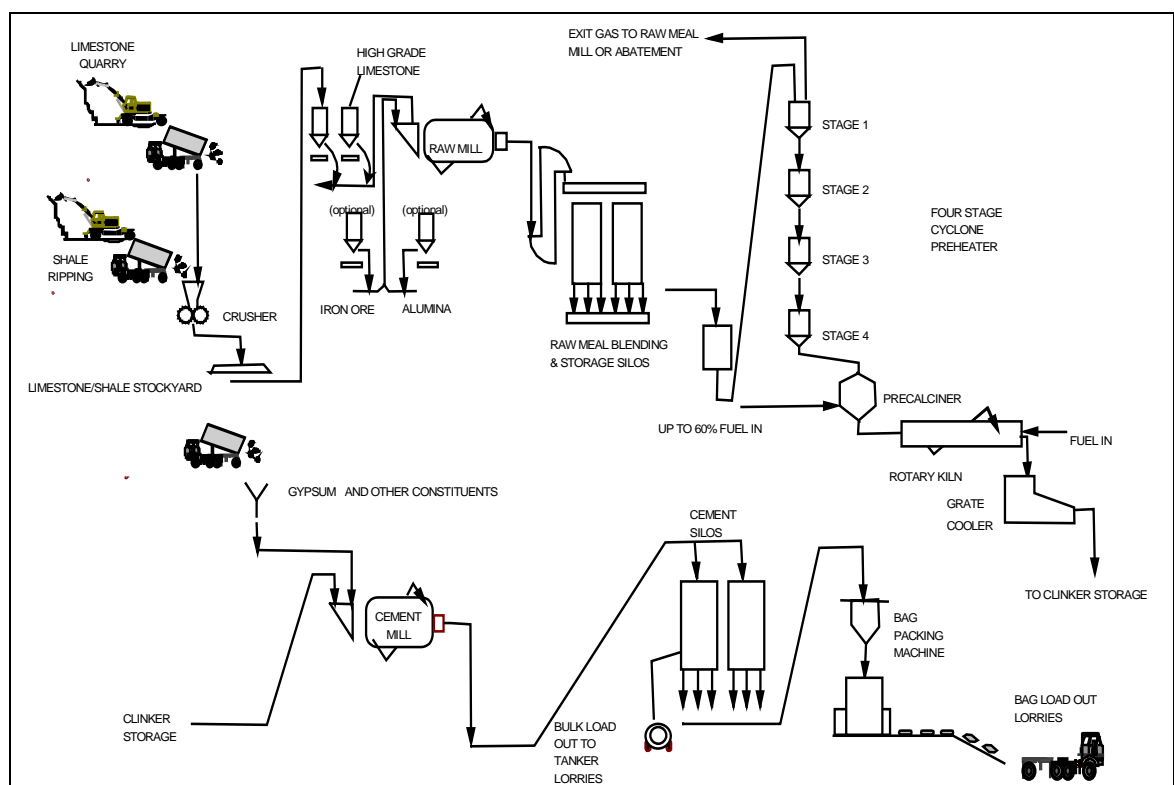 LIMESTONE
QUARRY
HIGH GRADE
LIMESTONE
EXIT GAS TO RAW MEAL
MILL OR ABATEMENT
STAGE 1
RAW MILL
STAGE 2
(optional)
(optional)
FOUR STAGE
CYCLONE
PREHEATER
SHALE
RIPPING
STAGE 3
IRON ORE
ALUMINA
CRUSHER
STAGE 4
RAW MEAL BLENDING
& STORAGE SILOS
LIMESTONE/SHALE STOCKYARD
PRECALCINER
UP TO 60% FUEL IN
FUEL IN
ROTARY KILN
GYPSUM AND OTHER CONSTITUENTS
GRATE
COOLER
CEMENT
SILOS
TO CLINKER STORAGE
CEMENT
MILL
BAG
PACKING
MACHINE
CLINKER
STORAGE
BULK LOAD
OUT TO
TANKER
LORRIES
BAG LOAD OUT
LORRIES